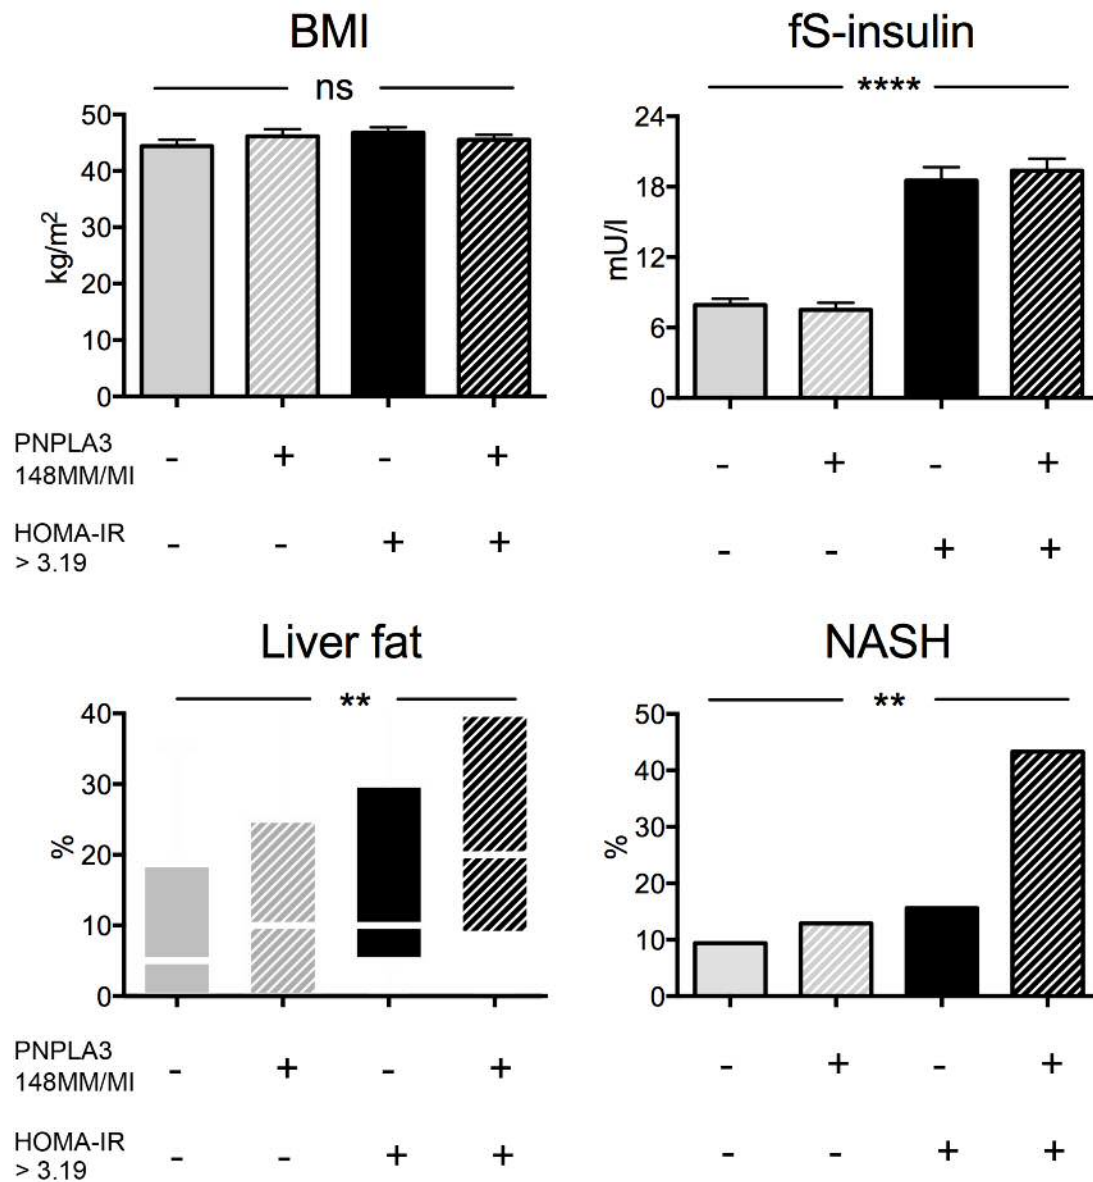 BMI
ns
50
40
30
20
10
0
kg/m²
PNPLA3 - + - +
148MM/MI
HOMA-IR - - + +
> 3.19
fS-insulin
****
24
18
12
6
0
mU/l
- + - +
- - + +
Liver fat
**
40
30
20
10
0
%
PNPLA3 - + - +
148MM/MI
HOMA-IR - - + +
> 3.19
NASH
**
50
40
30
20
10
0
%
- + - +
- - + +